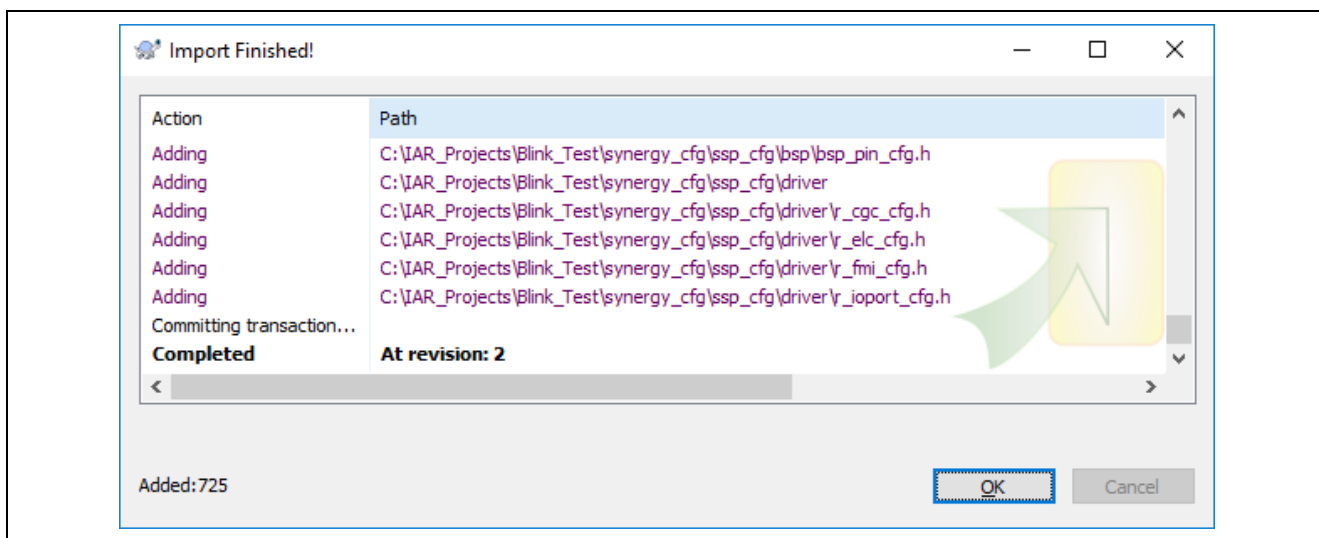 Import Finished!
Action Path
Adding C:\IAR_Projects\Blink_Test\synergy_cfg\ssp_cfg\bsp\bsp_pin_cfg.h
Adding C:\IAR_Projects\Blink_Test\synergy_cfg\ssp_cfg\driver
Adding C:\IAR_Projects\Blink_Test\synergy_cfg\ssp_cfg\driver\r_cgc_cfg.h
Adding C:\IAR_Projects\Blink_Test\synergy_cfg\ssp_cfg\driver\r_elc_cfg.h
Adding C:\IAR_Projects\Blink_Test\synergy_cfg\ssp_cfg\driver\r_fmi_cfg.h
Adding C:\IAR_Projects\Blink_Test\synergy_cfg\ssp_cfg\driver\r_ioport_cfg.h
Committing transaction...
Completed At revision: 2
Added:725 OK Cancel